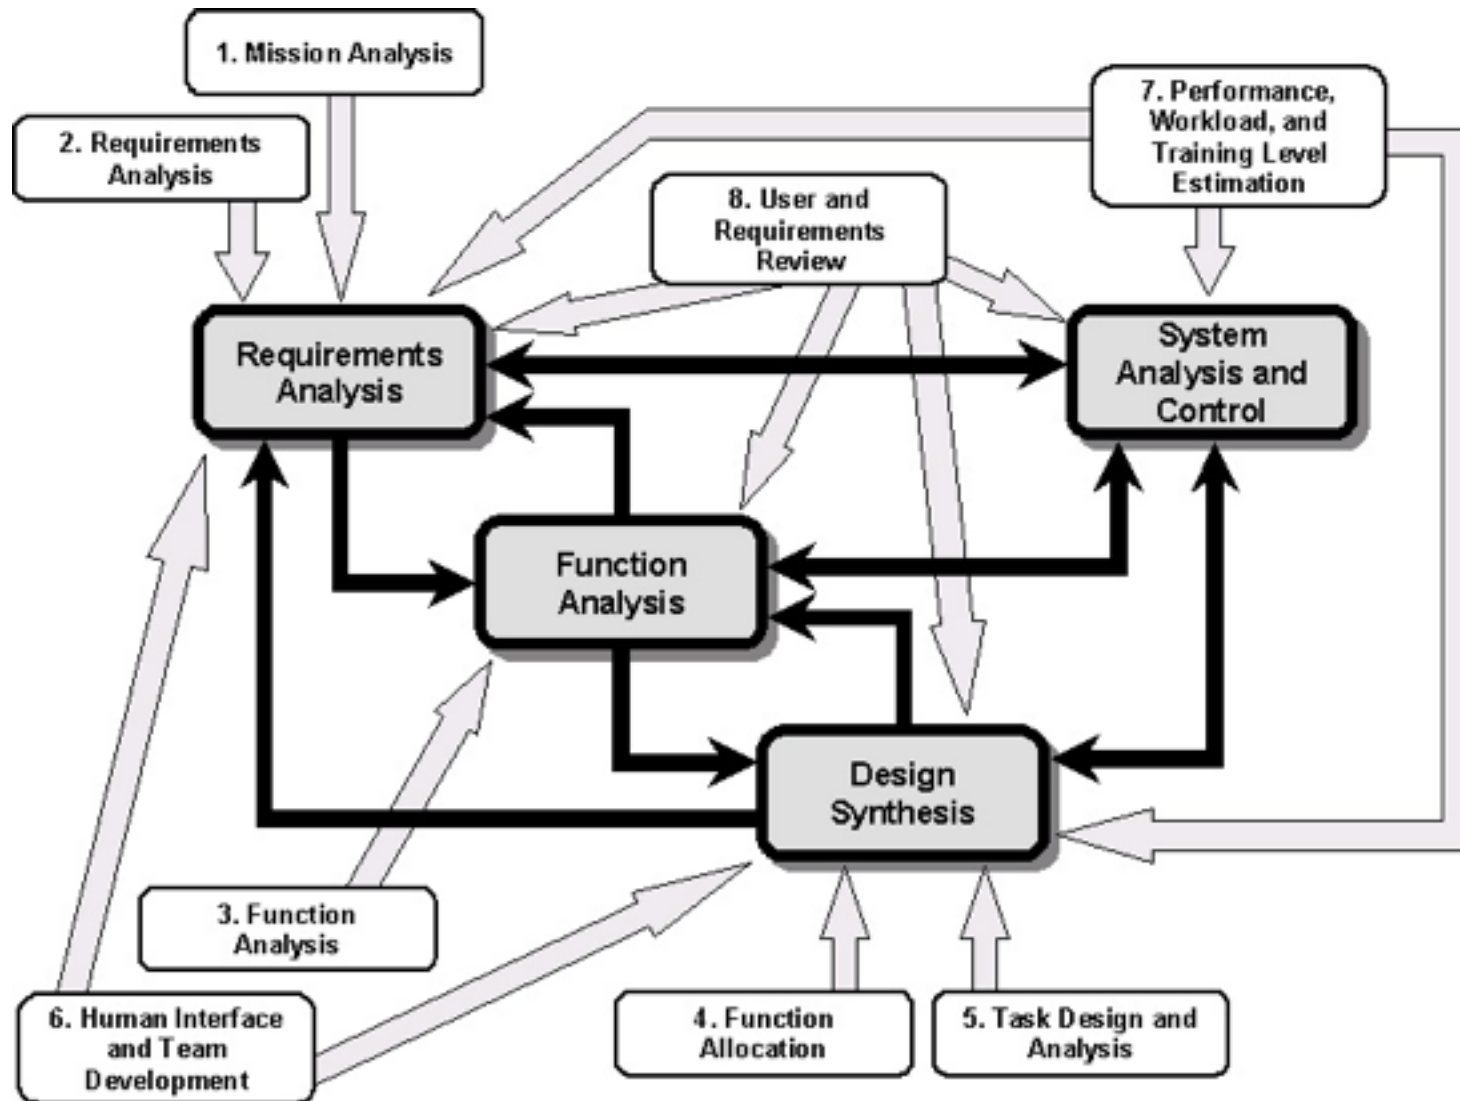 1. Mission Analysis
2. Requirements
Analysis
7. Performance,
Workload, and
Training Level
Estimation
8. User and
Requirements
Review
Requirements
Analysis
System
Analysis and
Control
Function
Analysis
Design
Synthesis
3. Function
Analysis
6. Human Interface
and Team
Development
4. Function
Allocation
5. Task Design and
Analysis